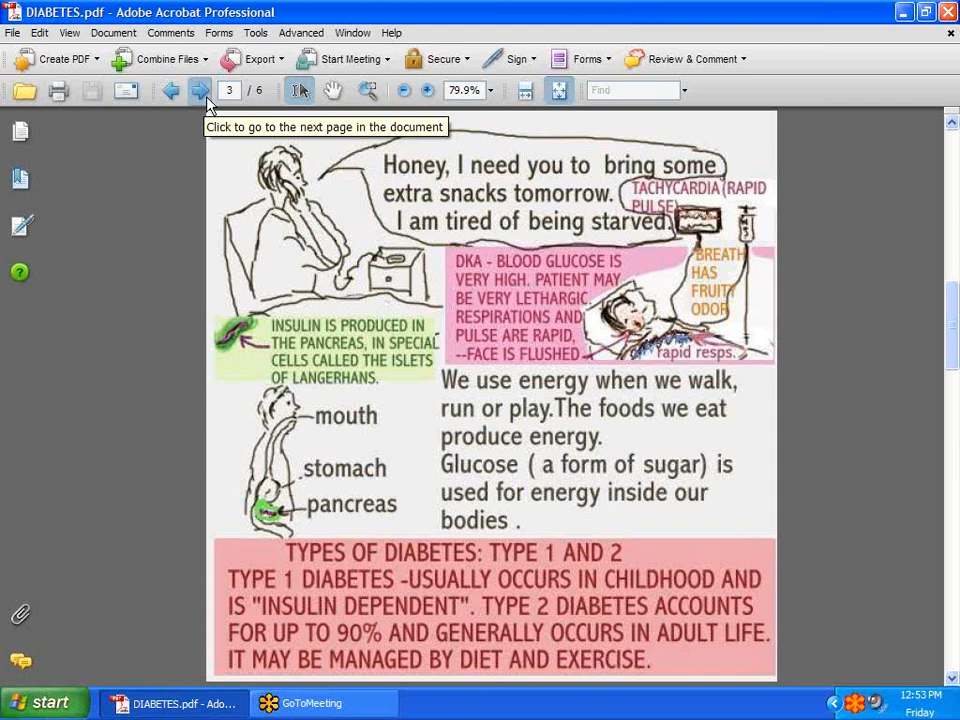 DIABETES.pdf - Adobe Acrobat Professional
File Edit View Document Comments Forms Tools Advanced Window Help
Create PDF Combine Files Export Start Meeting Secure Sign Forms Review & Comment
3 / 6 79.9% Find
Click to go to the next page in the document
Honey, I need you to bring some
extra snacks tomorrow.
I am tired of being starved.
TACHYCARDIA (RAPID
PULSE)
DKA - BLOOD GLUCOSE IS
VERY HIGH. PATIENT MAY
BE VERY LETHARGIC,
RESPIRATIONS AND
PULSE ARE RAPID,
--FACE IS FLUSHED
BREATH
HAS
FRUITY
ODOR
rapid resps.
INSULIN IS PRODUCED IN
THE PANCREAS, IN SPECIAL
CELLS CALLED THE ISLETS
OF LANGERHANS.
mouth
stomach
pancreas
We use energy when we walk,
run or play.The foods we eat
produce energy.
Glucose ( a form of sugar) is
used for energy inside our
bodies .
TYPES OF DIABETES: TYPE 1 AND 2
TYPE 1 DIABETES -USUALLY OCCURS IN CHILDHOOD AND
IS "INSULIN DEPENDENT". TYPE 2 DIABETES ACCOUNTS
FOR UP TO 90% AND GENERALLY OCCURS IN ADULT LIFE.
IT MAY BE MANAGED BY DIET AND EXERCISE.
start DIABETES.pdf - Ado... GoToMeeting 12:53 PM
Friday